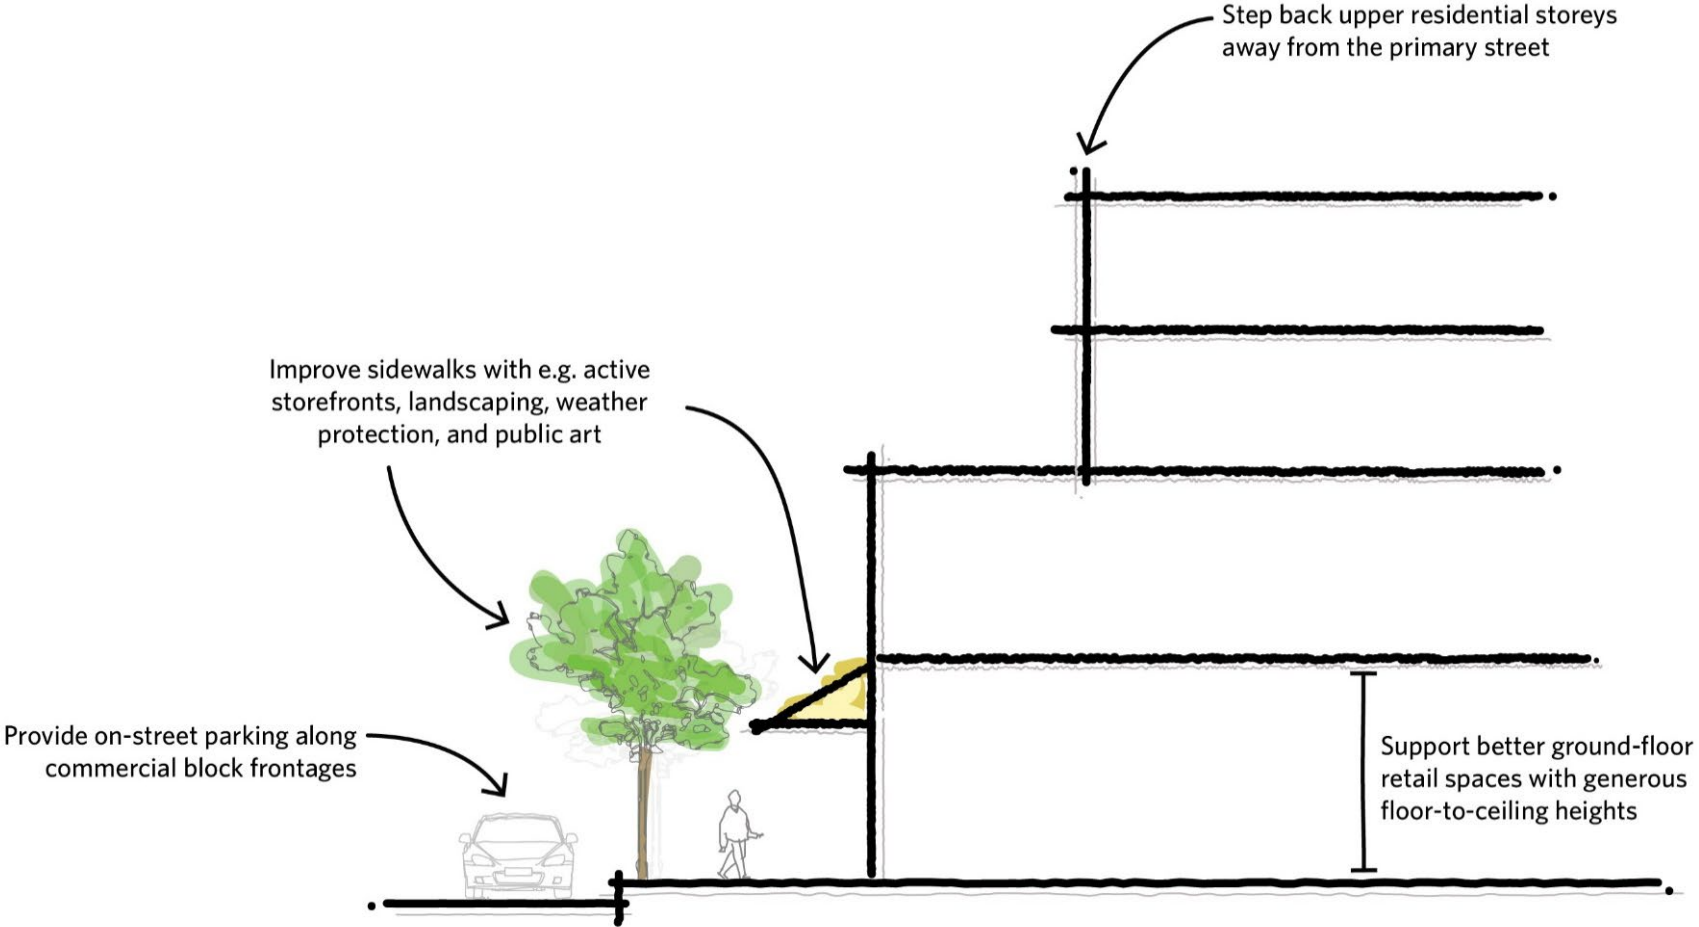 Step back upper residential storeys
away from the primary street
Improve sidewalks with e.g. active
storefronts, landscaping, weather
protection, and public art
Provide on-street parking along
commercial block frontages
Support better ground-floor
retail spaces with generous
floor-to-ceiling heights